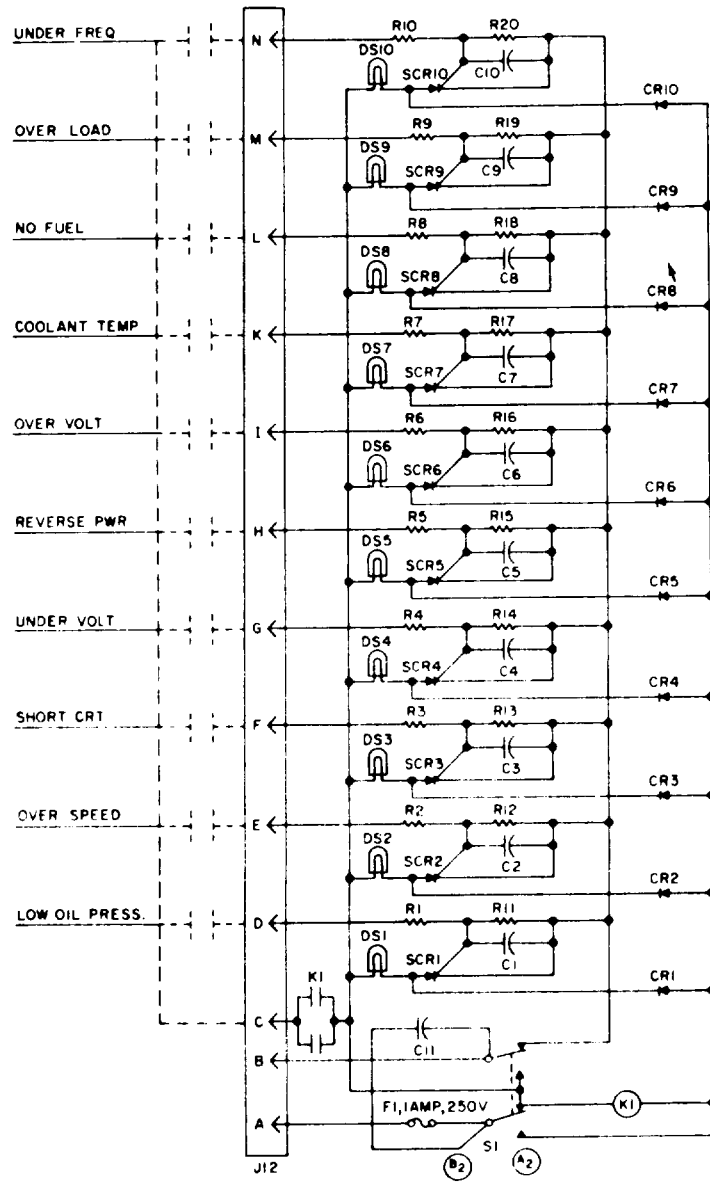 UNDER FREQ
N
R10
R20
DS10
SCR10
C10
CR10
OVER LOAD
M
R9
R19
DS9
SCR9
C9
CR9
NO FUEL
L
R8
R18
DS8
SCR8
C8
CR8
COOLANT TEMP
K
R7
R17
DS7
SCR7
C7
CR7
OVER VOLT
I
R6
R16
DS6
SCR6
C6
CR6
REVERSE PWR
H
R5
R15
DS5
SCR5
C5
CR5
UNDER VOLT
G
R4
R14
DS4
SCR4
C4
CR4
SHORT CRT
F
R3
R13
DS3
SCR3
C3
CR3
OVER SPEED
E
R2
R12
DS2
SCR2
C2
CR2
LOW OIL PRESS.
D
R1
R11
DS1
SCR1
C1
CR1
K1
C
C11
B
F1, 1AMP, 250V
K1
A
S1
B2
A2
J12